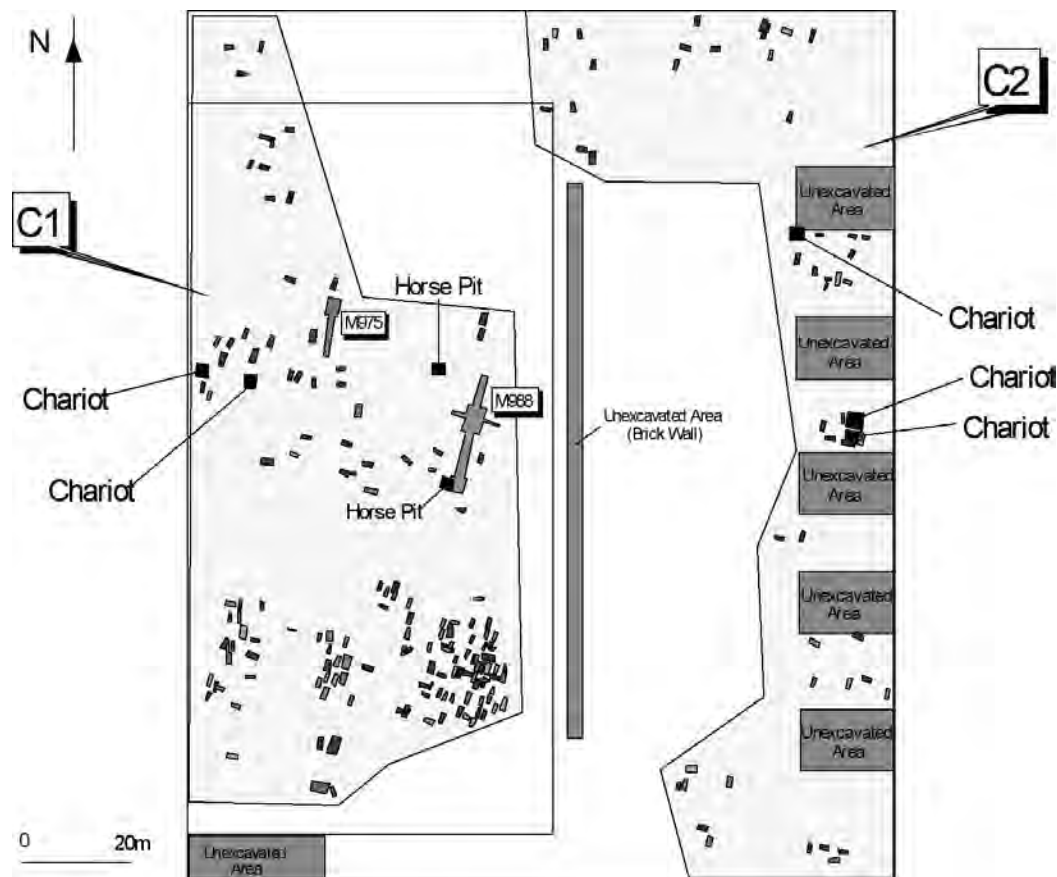 N
C2
Unexcavated
Area
C1
Horse Pit
Chariot
M975
Unexcavated
Area
Chariot
Chariot
M988
Unexcavated Area
(Brick Wall)
Chariot
Unexcavated
Area
Chariot
Horse Pit
Unexcavated
Area
Unexcavated
Area
0 20m
Unexcavated
Area